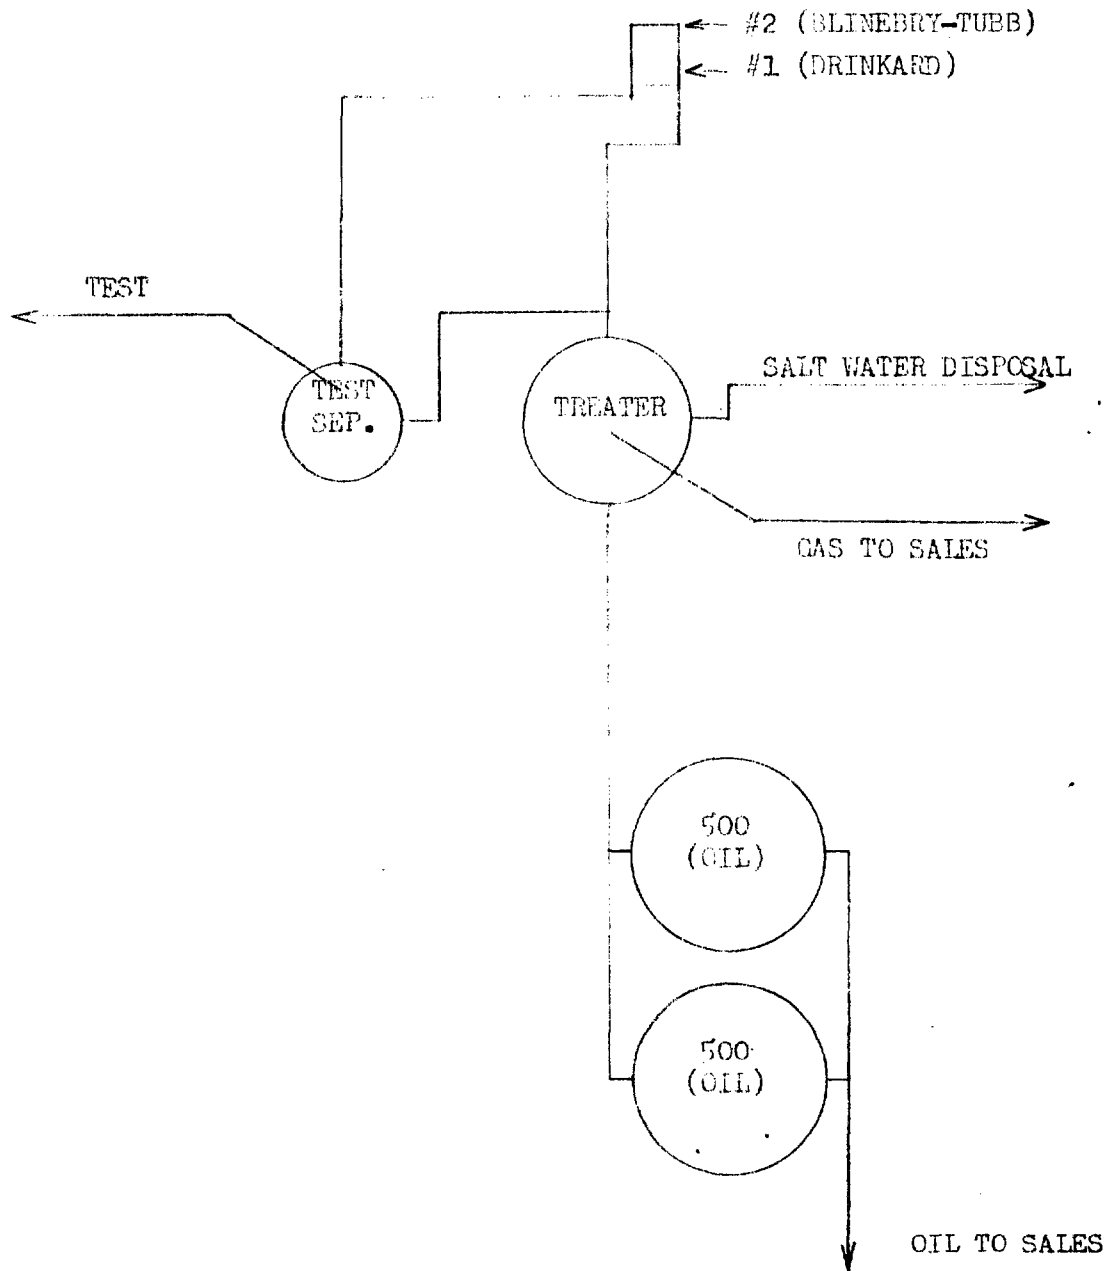 #2 (BLINEBRY-TUBB)
#1 (DRINKARD)
TEST
TEST
SEP.
TREATER
SALT WATER DISPOSAL
GAS TO SALES
500
(OIL)
500
(OIL)
OIL TO SALES